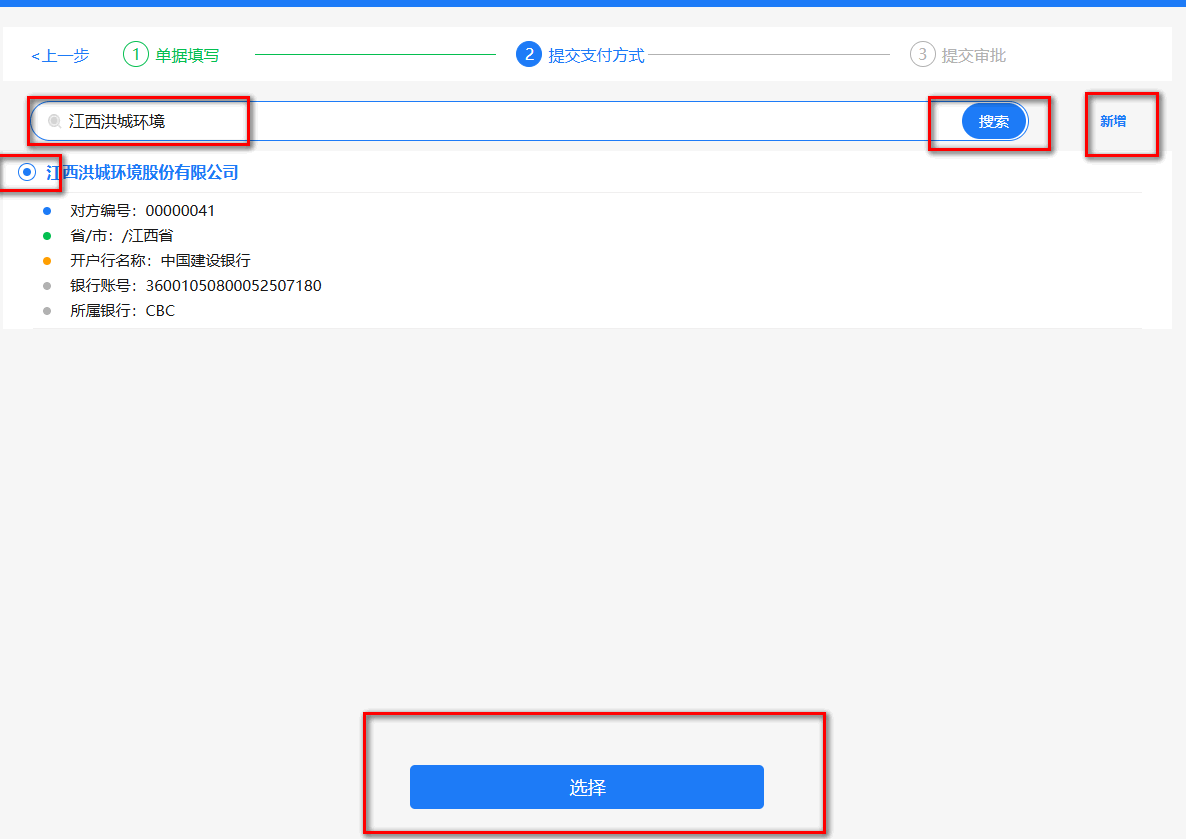 <上一步 1 单据填写 2 提交支付方式 3 提交审批
江西洪城环境 搜索 新增
江西洪城环境股份有限公司
对方编号：00000041
省/市：/江西省
开户行名称：中国建设银行
银行账号：36001050800052507180
所属银行：CBC
选择